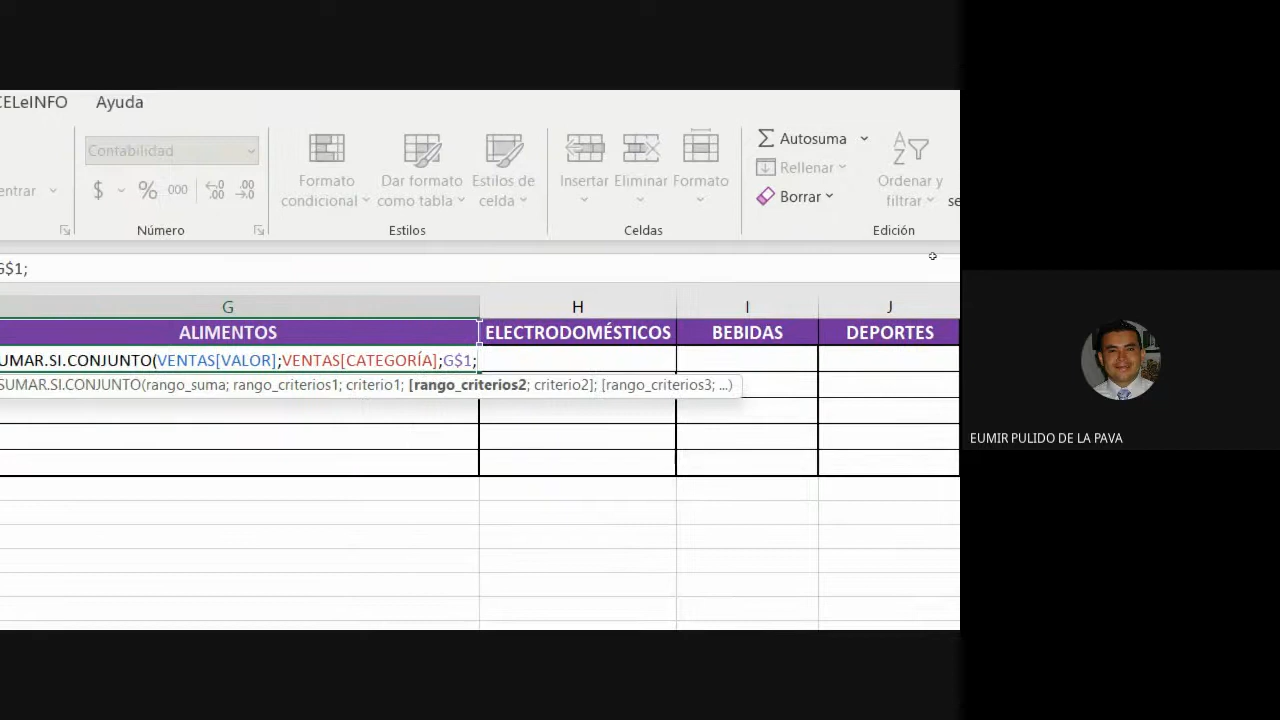 CELeINFO Ayuda
Contabilidad
Autosuma
entrar
$ % 000
Formato condicional
Dar formato como tabla
Estilos de celda
Insertar
Eliminar
Formato
Rellenar
Borrar
Ordenar y filtrar
se
Número
Estilos
Celdas
Edición
G$1;
G H I J
ALIMENTOS ELECTRODOMÉSTICOS BEBIDAS DEPORTES
UMAR.SI.CONJUNTO(VENTAS[VALOR];VENTAS[CATEGORÍA];G$1;
SUMAR.SI.CONJUNTO(rango_suma; rango_criterios1; criterio1; [rango_criterios2; criterio2]; [rango_criterios3; ...)
EUMIR PULIDO DE LA PAVA